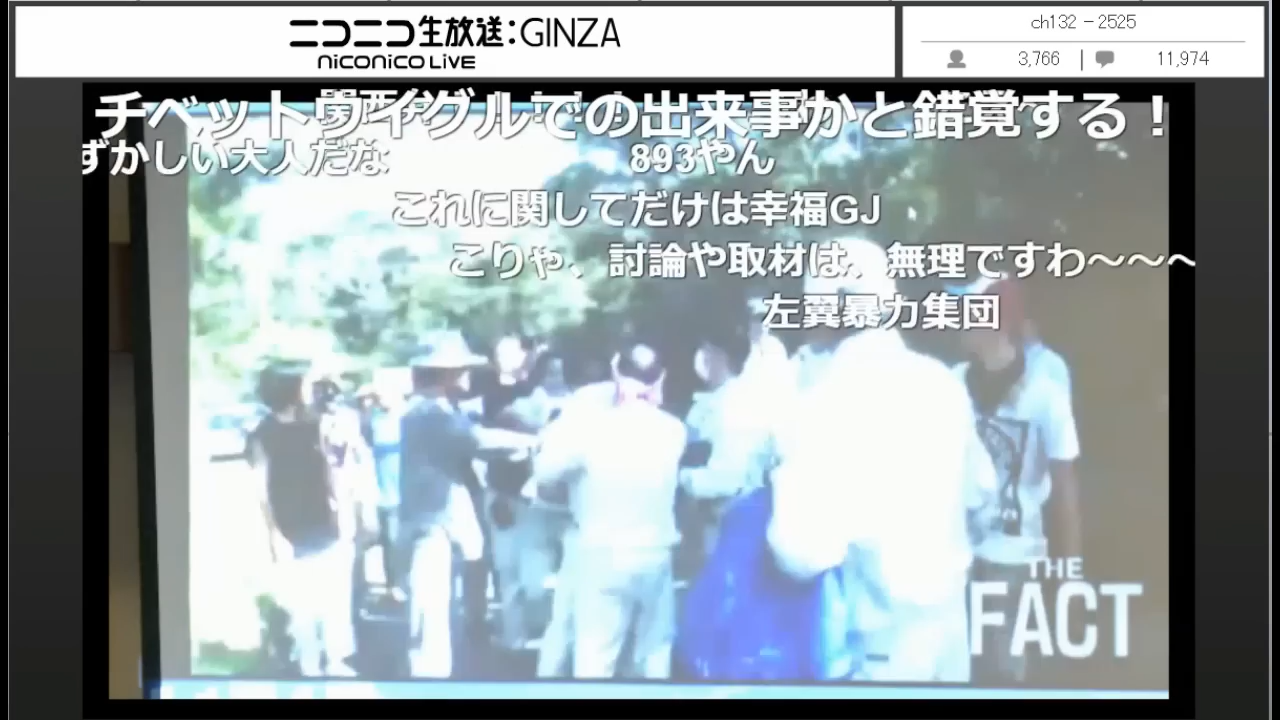 ニコニコ生放送:GINZA
niconico LIVE
ch132 − 2525
3,766
11,974
チベットウイグルでの出来事かと錯覚する！
ずかしい大人だな
893やん
これに関してだけは幸福GJ
こりゃ、討論や取材は、無理ですわ～～～
左翼暴力集団
THE
FACT